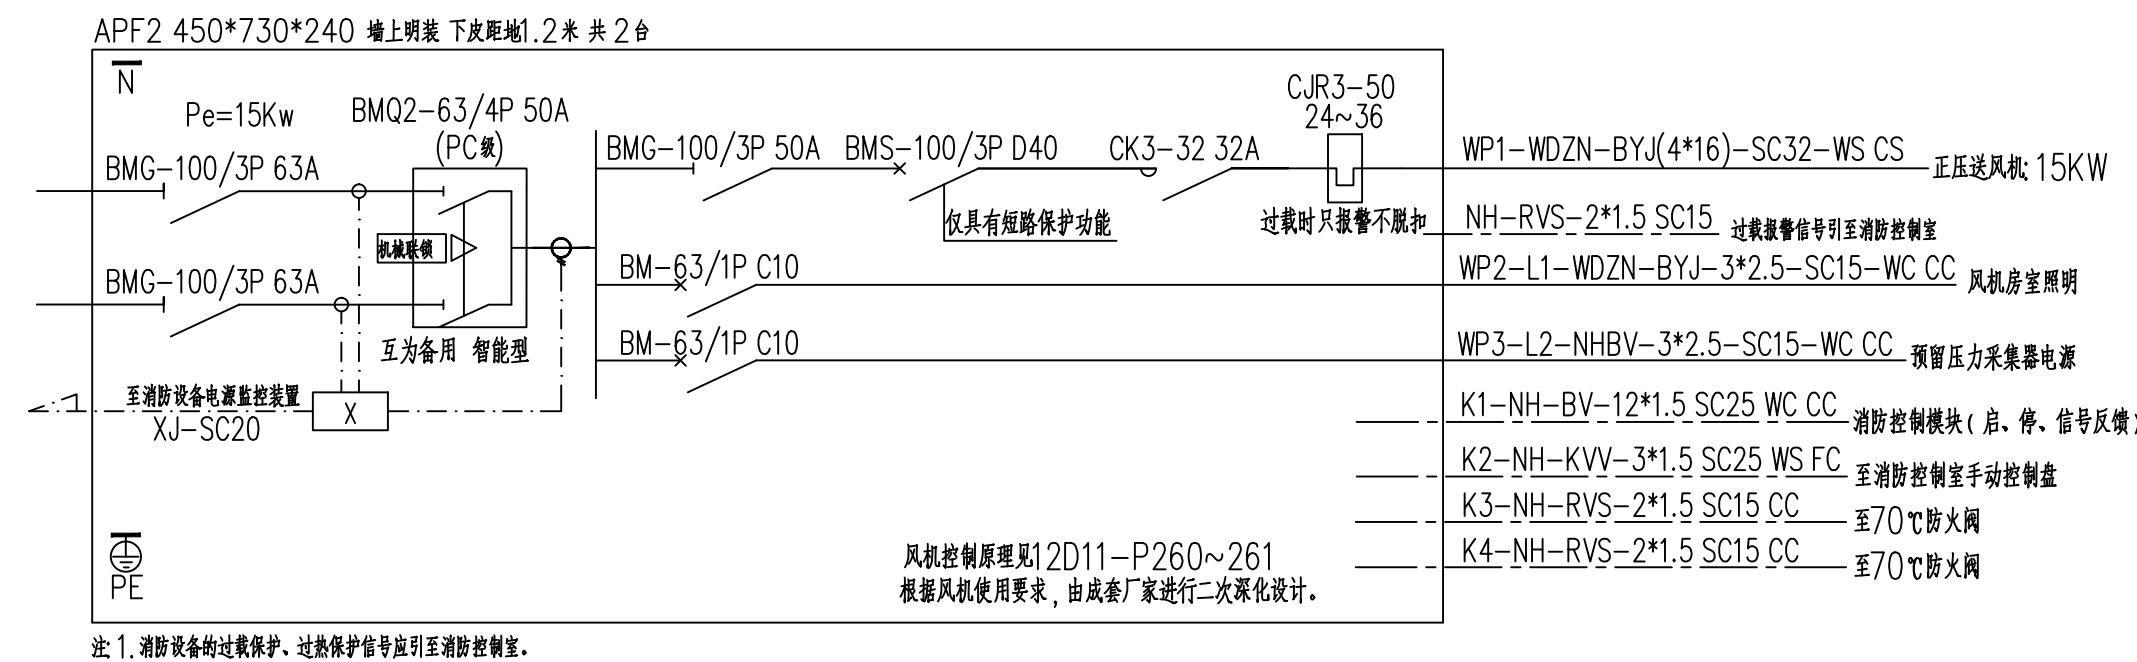 APF2 450*730*240 墙上明装 下皮距地1.2米 共2台
N
Pe=15Kw
BMQ2-63/4P 50A
(PC级)
CJR3-50
24~36
BMG-100/3P 63A
BMG-100/3P 50A
BMS-100/3P D40
CK3-32 32A
WP1-WDZN-BYJ(4*16)-SC32-WS CS
正压送风机: 15KW
仅具有短路保护功能
过载时只报警不脱扣
NH-RVS-2*1.5 SC15
过载报警信号引至消防控制室
机械联锁
BMG-100/3P 63A
BM-63/1P C10
WP2-L1-WDZN-BYJ-3*2.5-SC15-WC CC
风机房室照明
互为备用 智能型
BM-63/1P C10
WP3-L2-NHBV-3*2.5-SC15-WC CC
预留压力采集器电源
至消防设备电源监控装置
XJ-SC20
X
K1-NH-BV-12*1.5 SC25 WC CC
消防控制模块(启、停、信号反馈)
K2-NH-KVV-3*1.5 SC25 WS FC
至消防控制室手动控制盘
K3-NH-RVS-2*1.5 SC15 CC
至70℃防火阀
K4-NH-RVS-2*1.5 SC15 CC
至70℃防火阀
PE
风机控制原理见12D11-P260~261
根据风机使用要求,由成套厂家进行二次深化设计。
注: 1.消防设备的过载保护、过热保护信号应引至消防控制室。